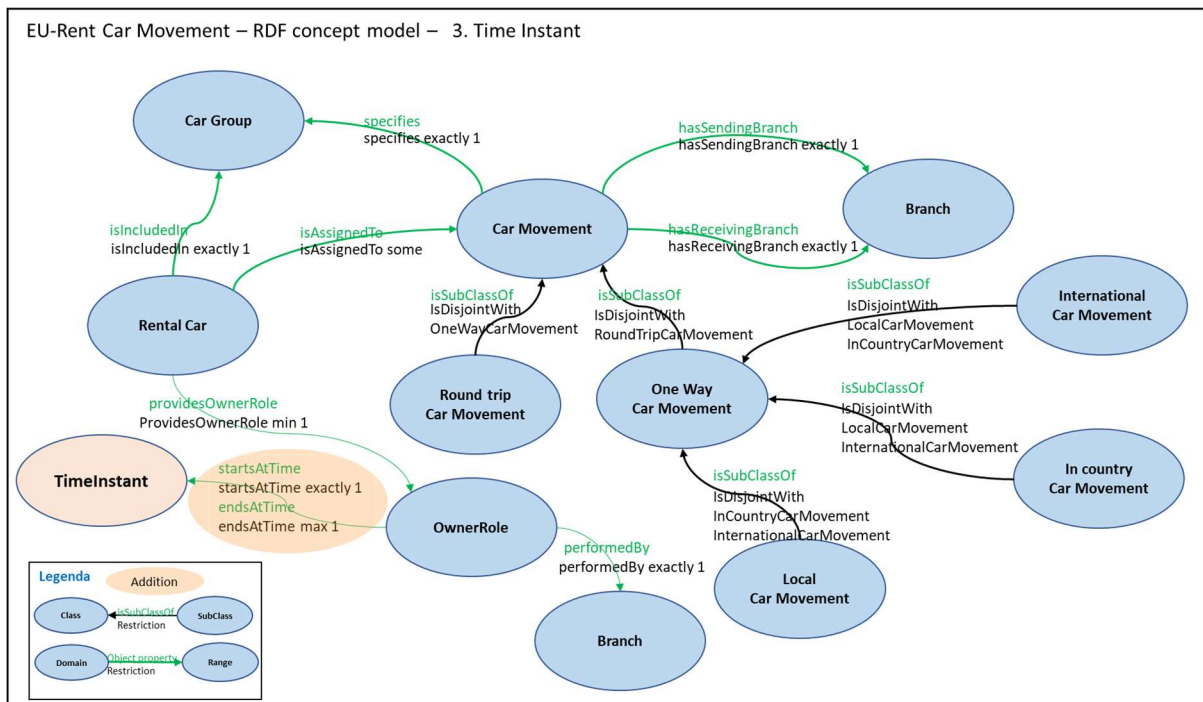 EU-Rent Car Movement – RDF concept model – 3. Time Instant
Car Group
specifies
specifies exactly 1
hasSendingBranch
hasSendingBranch exactly 1
Car Movement
Branch
isIncludedIn
isIncludedIn exactly 1
isAssignedTo
isAssignedTo some
hasReceivingBranch
hasReceivingBranch exactly 1
Rental Car
isSubClassOf
IsDisjointWith
OneWayCarMovement
isSubClassOf
IsDisjointWith
RoundTripCarMovement
isSubClassOf
IsDisjointWith
LocalCarMovement
InCountryCarMovement
International
Car Movement
Round trip
Car Movement
One Way
Car Movement
isSubClassOf
IsDisjointWith
LocalCarMovement
InternationalCarMovement
In country
Car Movement
providesOwnerRole
ProvidesOwnerRole min 1
TimeInstant
startsAtTime
startsAtTime exactly 1
endsAtTime
endsAtTime max 1
OwnerRole
isSubClassOf
IsDisjointWith
InCountryCarMovement
InternationalCarMovement
performedBy
performedBy exactly 1
Local
Car Movement
Branch
Legenda
Addition
Class
isSubClassOf
Restriction
SubClass
Domain
Object property
Restriction
Range